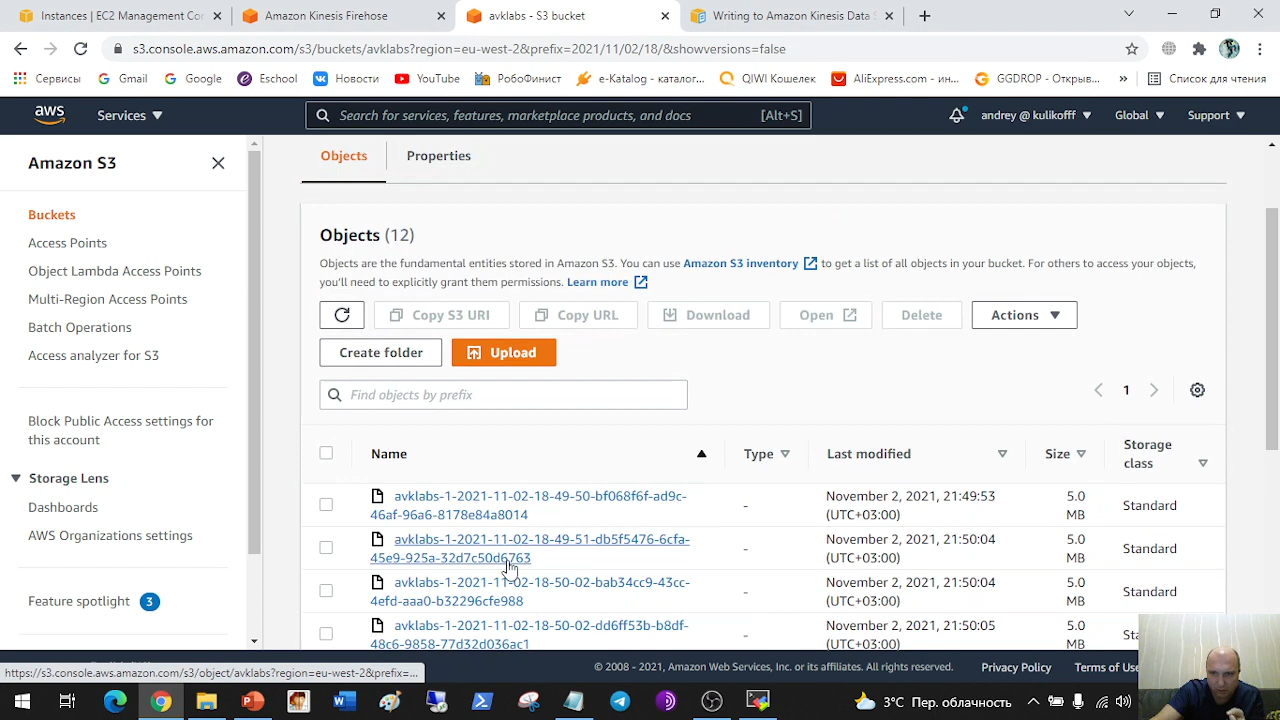 Instances | EC2 Management Con
Amazon Kinesis Firehose
avklabs - S3 bucket
Writing to Amazon Kinesis Data S
s3.console.aws.amazon.com/s3/buckets/avklabs?region=eu-west-2&prefix=2021/11/02/18/&showversions=false
Сервисы
Gmail
Google
Eschool
Новости
YouTube
РобоФинист
e-Katalog - каталог...
QIWI Кошелек
AliExpress.com - ин...
GGDROP - Открыв...
»
Список для чтения
aws
Services
Search for services, features, marketplace products, and docs
[Alt+S]
andrey @ kulikofff
Global
Support
Amazon S3
Buckets
Access Points
Object Lambda Access Points
Multi-Region Access Points
Batch Operations
Access analyzer for S3
Block Public Access settings for
this account
Storage Lens
Dashboards
AWS Organizations settings
Feature spotlight 3
Objects
Properties
Objects (12)
Objects are the fundamental entities stored in Amazon S3. You can use Amazon S3 inventory to get a list of all objects in your bucket. For others to access your objects,
you'll need to explicitly grant them permissions. Learn more
Copy S3 URI
Copy URL
Download
Open
Delete
Actions
Create folder
Upload
Find objects by prefix
1
Name
Type
Last modified
Size
Storage
class
avklabs-1-2021-11-02-18-49-50-bf068f6f-ad9c-
46af-96a6-8178e84a8014
-
November 2, 2021, 21:49:53
(UTC+03:00)
5.0
MB
Standard
avklabs-1-2021-11-02-18-49-51-db5f5476-6cfa-
45e9-925a-32d7c50d6763
-
November 2, 2021, 21:50:04
(UTC+03:00)
5.0
MB
Standard
avklabs-1-2021-11-02-18-50-02-bab34cc9-43cc-
4efd-aaa0-b32296cfe988
-
November 2, 2021, 21:50:04
(UTC+03:00)
5.0
MB
Standard
avklabs-1-2021-11-02-18-50-02-dd6ff53b-b8df-
48c6-9858-77d32d036ac1
-
November 2, 2021, 21:50:05
(UTC+03:00)
5.0
MB
https://s3.console.aws.amazon.com/s3/object/avklabs?region=eu-west-2&prefix=...
© 2008 - 2021, Amazon Web Services, Inc. or its affiliates. All rights reserved.
Privacy Policy
Terms of Use
3°C Пер. облачность